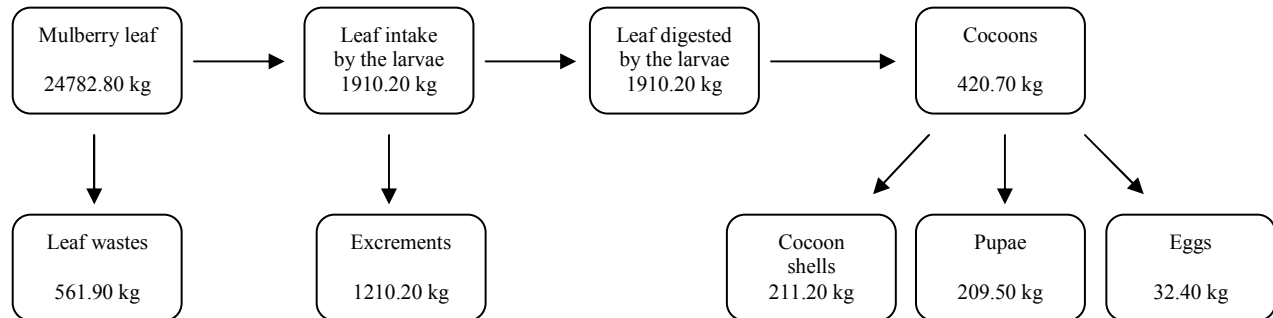 Mulberry leaf
24782.80 kg
Leaf intake
by the larvae
1910.20 kg
Leaf digested
by the larvae
1910.20 kg
Cocoons
420.70 kg
Leaf wastes
561.90 kg
Excrements
1210.20 kg
Cocoon
shells
211.20 kg
Pupae
209.50 kg
Eggs
32.40 kg